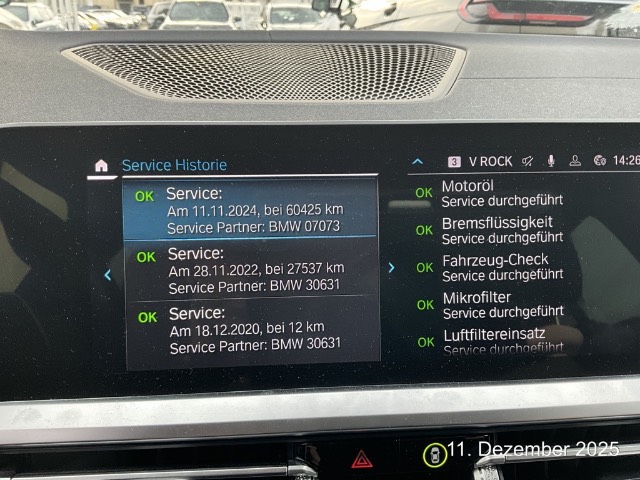 Service Historie
3 V ROCK 14:26
OK Service:
Am 11.11.2024, bei 60425 km
Service Partner: BMW 07073
OK Service:
Am 28.11.2022, bei 27537 km
Service Partner: BMW 30631
OK Service:
Am 18.12.2020, bei 12 km
Service Partner: BMW 30631
OK Motoröl
Service durchgeführt
OK Bremsflüssigkeit
Service durchgeführt
OK Fahrzeug-Check
Service durchgeführt
OK Mikrofilter
Service durchgeführt
OK Luftfiltereinsatz
Service durchgeführt
11. Dezember 2025